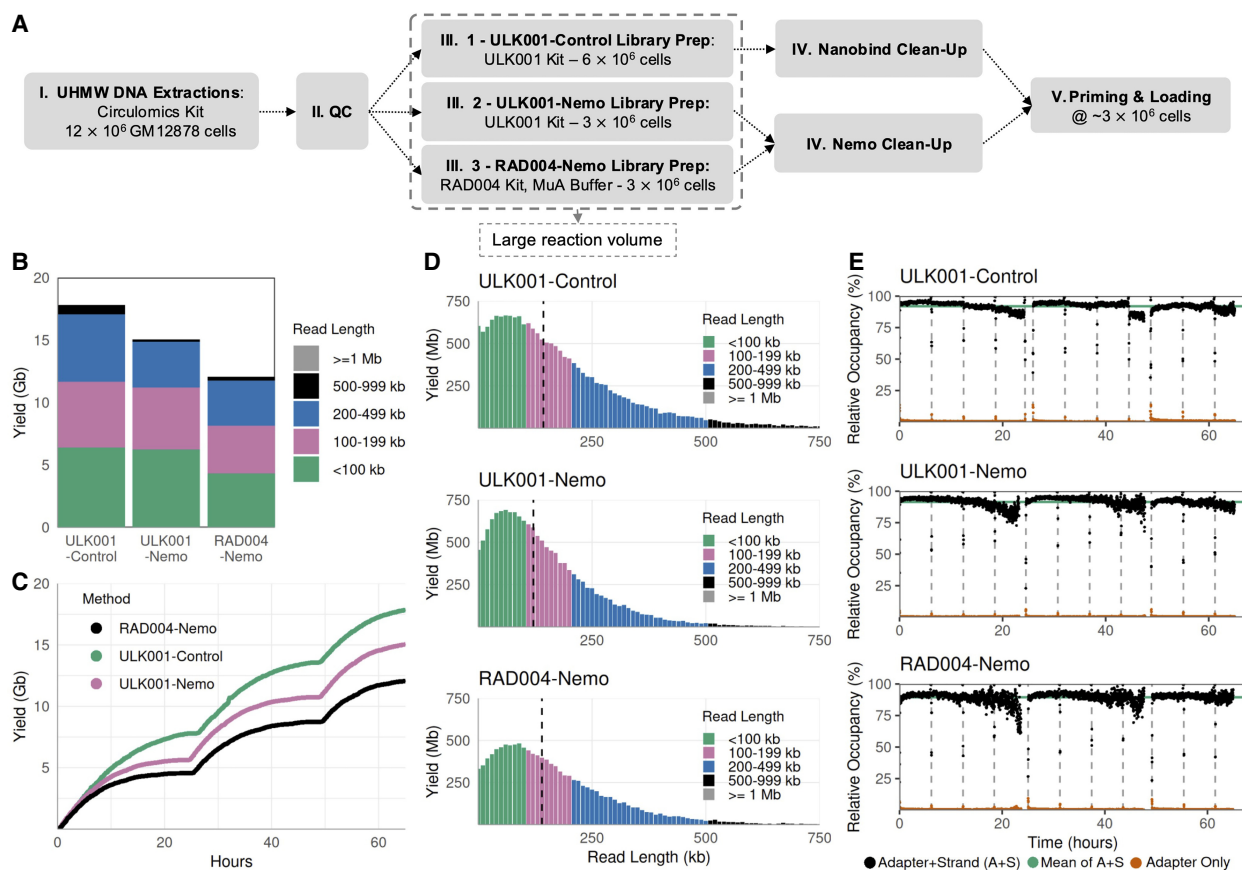 A
I. UHMW DNA Extractions:
Circulomics Kit
12 × 10⁶ GM12878 cells
II. QC
III. 1 - ULK001-Control Library Prep:
ULK001 Kit – 6 × 10⁶ cells
III. 2 - ULK001-Nemo Library Prep:
ULK001 Kit – 3 × 10⁶ cells
III. 3 - RAD004-Nemo Library Prep:
RAD004 Kit, MuA Buffer - 3 × 10⁶ cells
Large reaction volume
IV. Nanobind Clean-Up
IV. Nemo Clean-Up
V. Priming & Loading
@ ~3 × 10⁶ cells
B
Yield (Gb)
20
15
10
5
0
ULK001
-Control
ULK001
-Nemo
RAD004
-Nemo
Read Length
>=1 Mb
500-999 kb
200-499 kb
100-199 kb
<100 kb
C
Yield (Gb)
20
15
10
5
0
20
40
60
Hours
Method
RAD004-Nemo
ULK001-Control
ULK001-Nemo
D
ULK001-Control
Yield (Mb)
750
500
250
250
500
750
Read Length
<100 kb
100-199 kb
200-499 kb
500-999 kb
>= 1 Mb
ULK001-Nemo
Yield (Mb)
750
500
250
250
500
750
Read Length
<100 kb
100-199 kb
200-499 kb
500-999 kb
>= 1 Mb
RAD004-Nemo
Yield (Mb)
750
500
250
250
500
750
Read Length (kb)
Read Length
<100 kb
100-199 kb
200-499 kb
500-999 kb
>= 1 Mb
E
ULK001-Control
Relative Occupancy (%)
100
75
50
25
0
20
40
60
ULK001-Nemo
Relative Occupancy (%)
100
75
50
25
0
20
40
60
RAD004-Nemo
Relative Occupancy (%)
100
75
50
25
0
20
40
60
Time (hours)
Adapter+Strand (A+S)
Mean of A+S
Adapter Only